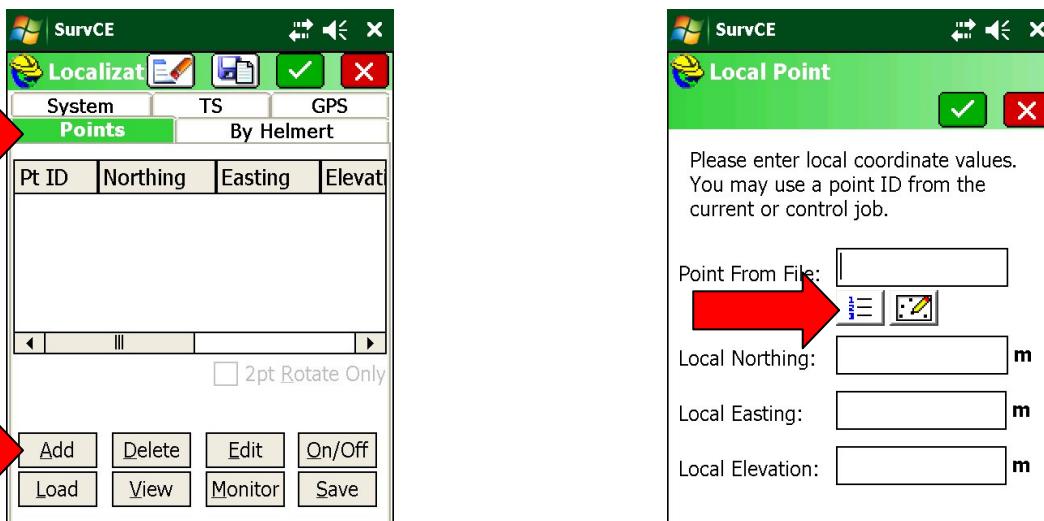 SurvCE
Localizat
System TS GPS
Points By Helmert
Pt ID Northing Easting Elevati
2pt Rotate Only
Add Delete Edit On/Off
Load View Monitor Save
SurvCE
Local Point
Please enter local coordinate values.
You may use a point ID from the
current or control job.
Point From File:
Local Northing: m
Local Easting: m
Local Elevation: m